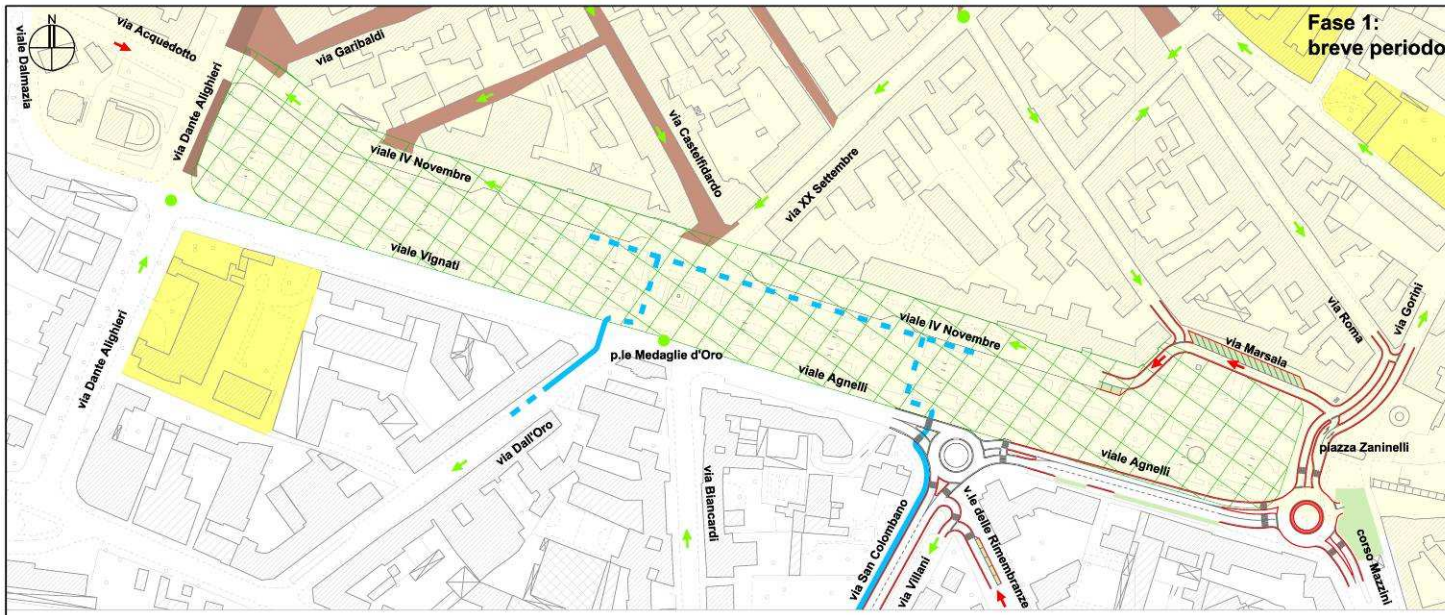 Fase 1:
breve periodo
N
viale Dalmazia
via Acquedotto
via Dante Alighieri
via Garibaldi
viale IV Novembre
via Castelfidardo
via XX Settembre
viale Vignati
via Dante Alighieri
p.le Medaglie d'Oro
via Dall'Oro
viale IV Novembre
viale Agnelli
via Marsala
via Roma
via Gorini
viale Agnelli
piazza Zaninelli
via Biancardi
via San Colombano
via Villani
v.le delle Rimembranze
corso Mazzini